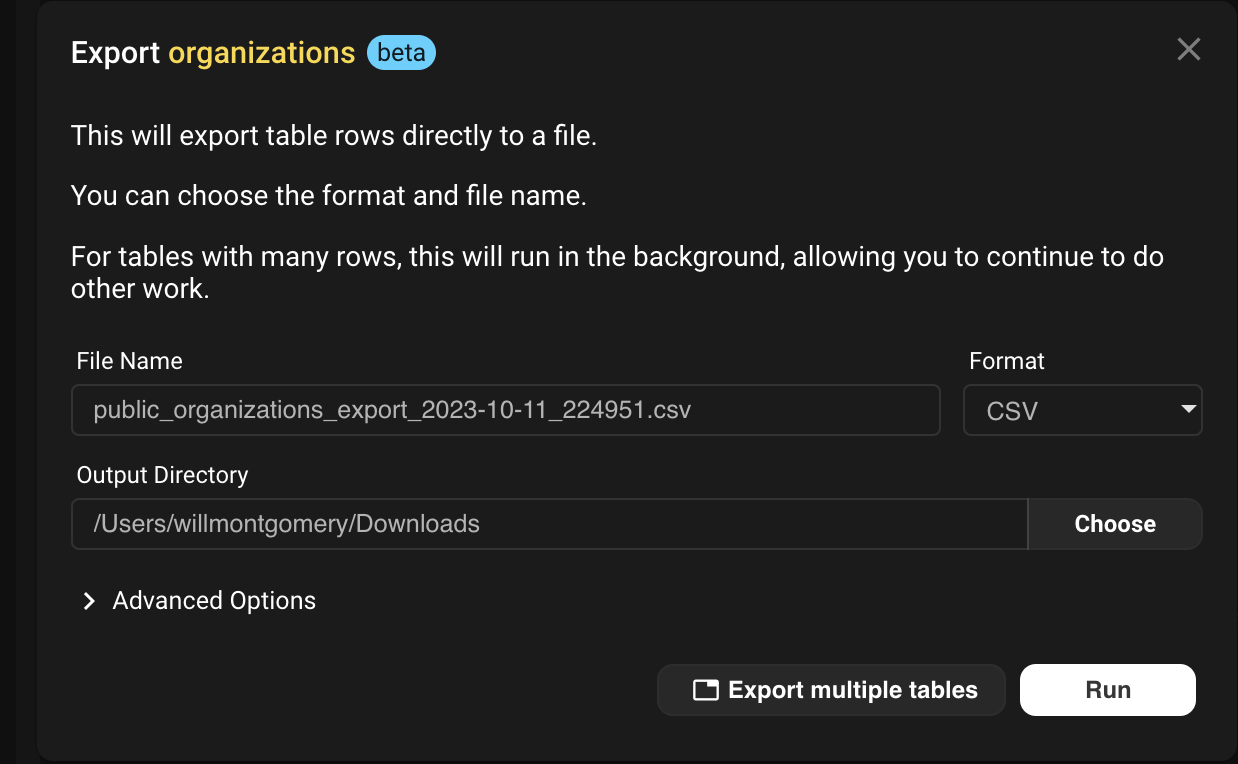 Export organizations beta
This will export table rows directly to a file.
You can choose the format and file name.
For tables with many rows, this will run in the background, allowing you to continue to do
other work.
File Name
Format
public_organizations_export_2023-10-11_224951.csv
CSV
Output Directory
/Users/willmontgomery/Downloads
Choose
Advanced Options
Export multiple tables
Run